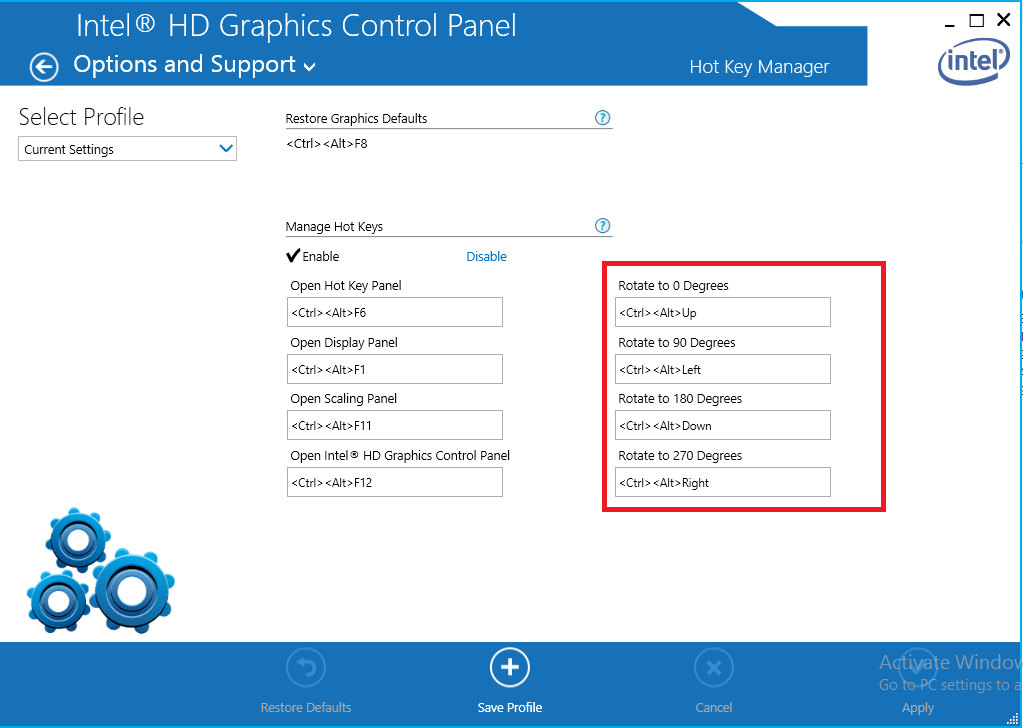 Intel® HD Graphics Control Panel
Options and Support
Hot Key Manager
intel®
Select Profile
Current Settings
Restore Graphics Defaults
?
<Ctrl><Alt>F8
Manage Hot Keys
?
Enable
Disable
Open Hot Key Panel
<Ctrl><Alt>F6
Open Display Panel
<Ctrl><Alt>F1
Open Scaling Panel
<Ctrl><Alt>F11
Open Intel® HD Graphics Control Panel
<Ctrl><Alt>F12
Rotate to 0 Degrees
<Ctrl><Alt>Up
Rotate to 90 Degrees
<Ctrl><Alt>Left
Rotate to 180 Degrees
<Ctrl><Alt>Down
Rotate to 270 Degrees
<Ctrl><Alt>Right
Restore Defaults
Save Profile
Cancel
Apply
Activate Window
Go to PC settings to a